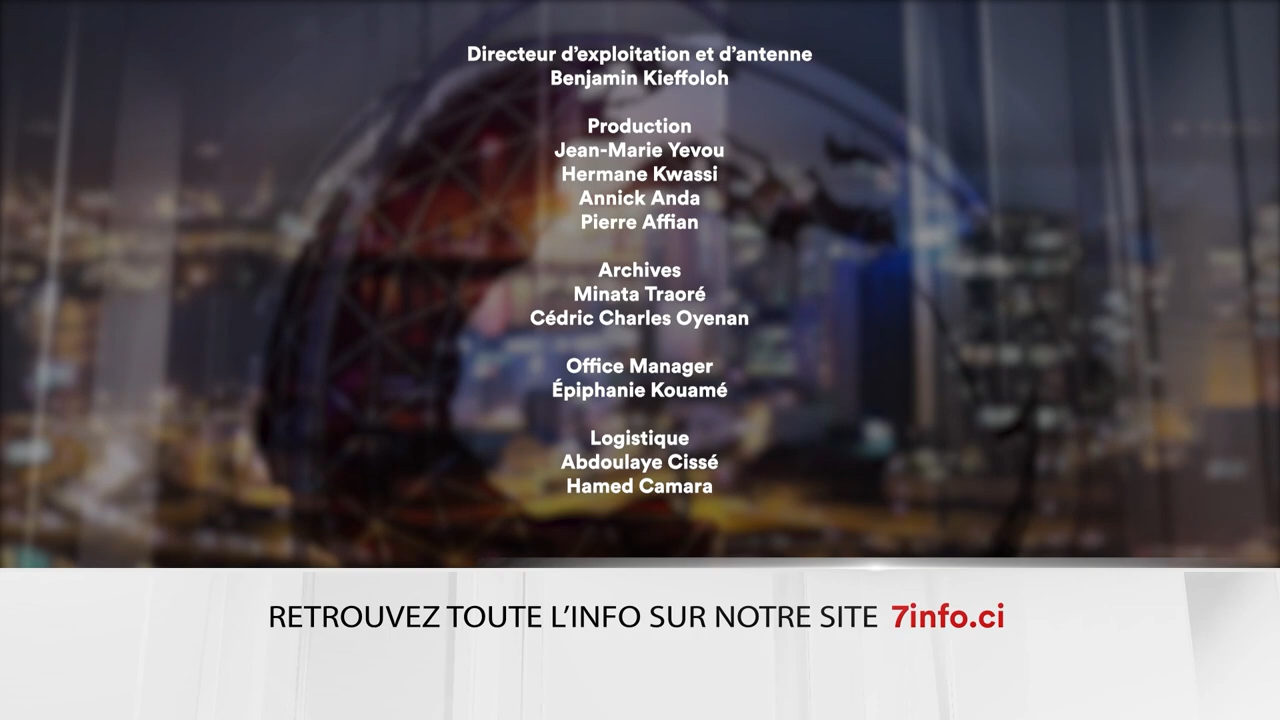 Directeur d’exploitation et d’antenne
Benjamin Kieffoloh
Production
Jean-Marie Yevou
Hermane Kwassi
Annick Anda
Pierre Affian
Archives
Minata Traoré
Cédric Charles Oyenan
Office Manager
Épiphanie Kouamé
Logistique
Abdoulaye Cissé
Hamed Camara
RETROUVEZ TOUTE L’INFO SUR NOTRE SITE 7info.ci